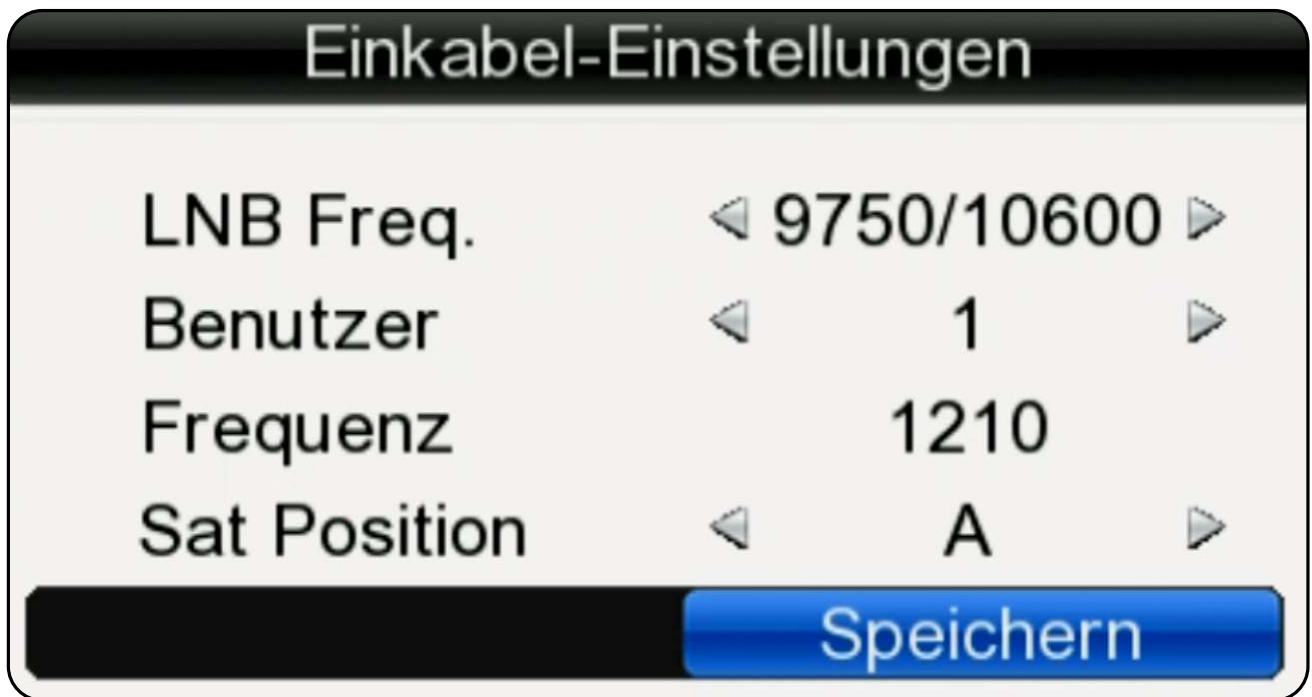 Einkabel-Einstellungen
LNB Freq. 9750/10600
Benutzer 1
Frequenz 1210
Sat Position A
Speichern